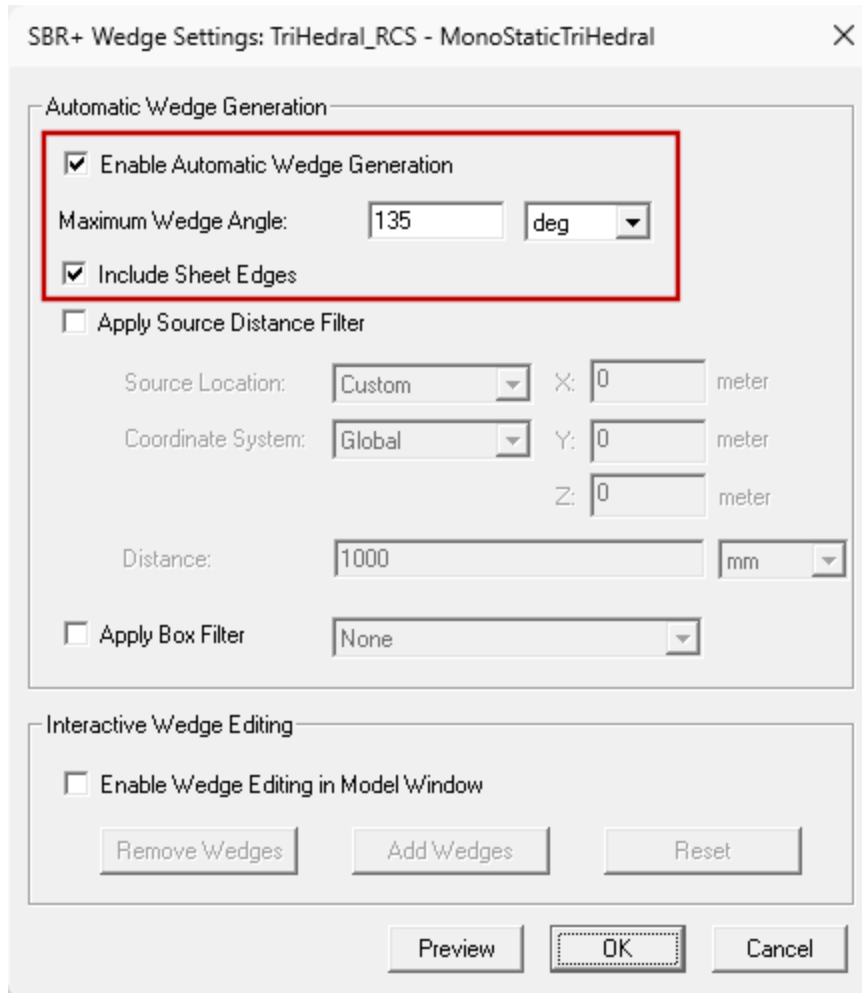 SBR+ Wedge Settings: TriHedral_RCS - MonoStaticTriHedral
Automatic Wedge Generation
Enable Automatic Wedge Generation
Maximum Wedge Angle: 135 deg
Include Sheet Edges
Apply Source Distance Filter
Source Location: Custom X: 0 meter
Coordinate System: Global Y: 0 meter
Z: 0 meter
Distance: 1000 mm
Apply Box Filter None
Interactive Wedge Editing
Enable Wedge Editing in Model Window
Remove Wedges Add Wedges Reset
Preview OK Cancel